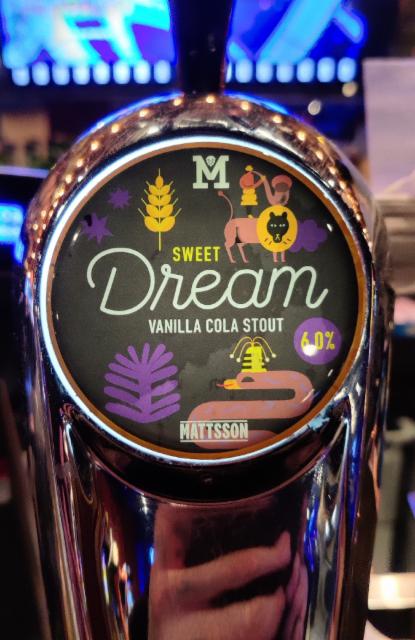 M
SWEET
Dream
VANILLA COLA STOUT
6.0%
MATTSSON